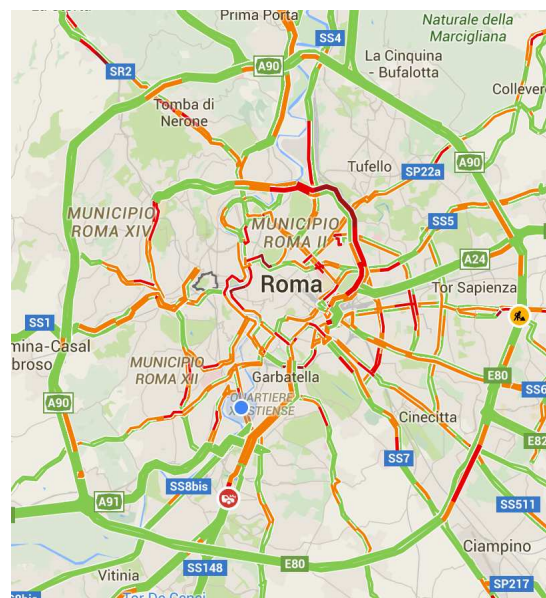 Prima Porta
Naturale della
Marcigliana
SS4
SR2
A90
La Cinquina
- Bufalotta
Collever
Tomba di
Nerone
Tufello
A90
SP22a
MUNICIPIO
ROMA XIV
MUNICIPIO
ROMA II
SS5
A24
Roma
Tor Sapienza
SS1
mina-Casal
broso
MUNICIPIO
ROMA XII
Garbatella
E80
SS6
A90
QUARTIERE
Cinecittà
E82
SS7
SS8bis
A91
SS511
Ciampino
E80
Vitinia
SS148
SP217
8bis